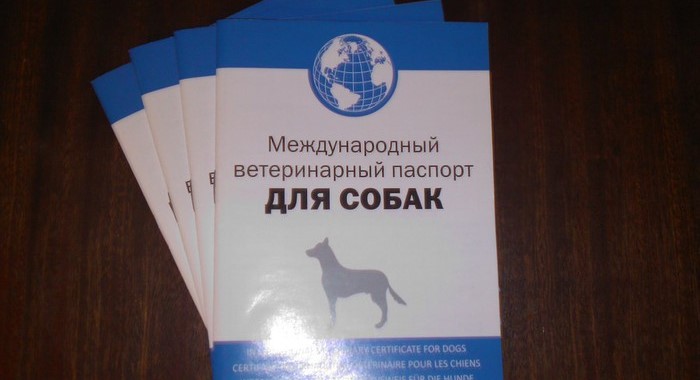 Международный
ветеринарный паспорт
ДЛЯ СОБАК
CERTIFICATE FOR DOGS
POUR LES CHIENS
FÜR DIE HUNDE